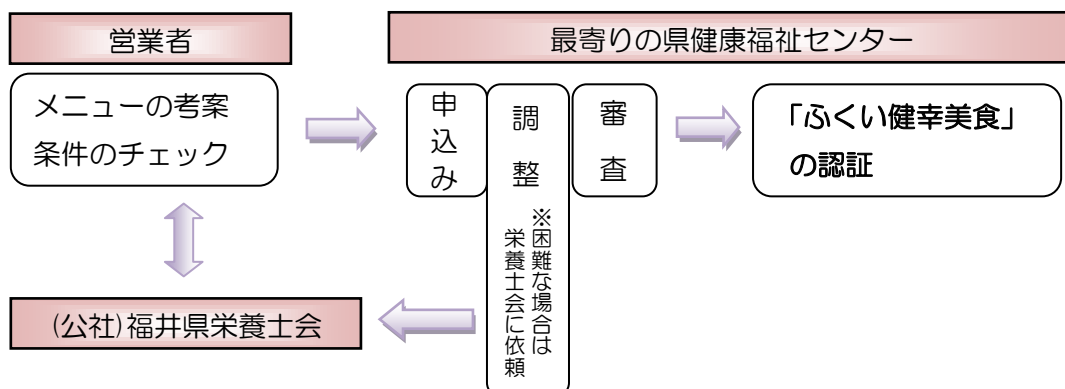 営業者
最寄りの県健康福祉センター
メニューの考案
条件のチェック
申込み
調整
※困難な場合は
栄養士会に依頼
審査
「ふくい健幸美食」
の認証
(公社)福井県栄養士会